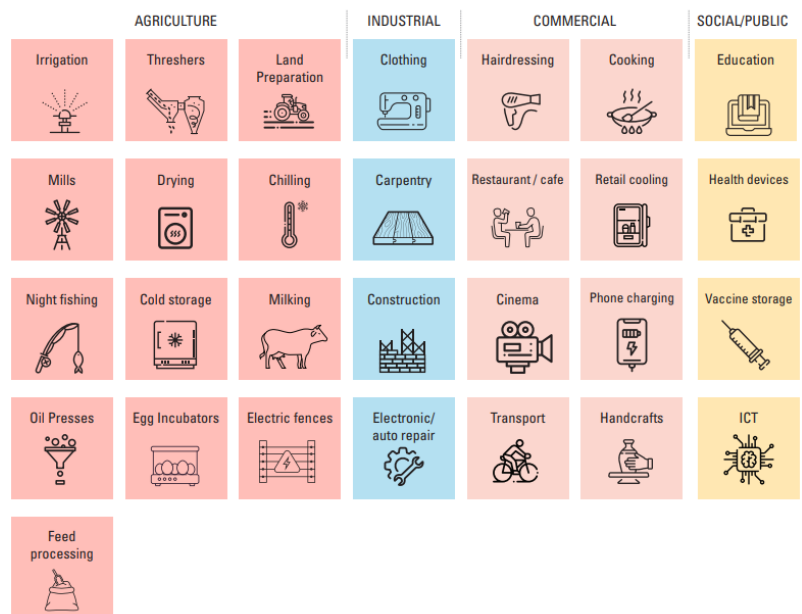 AGRICULTURE
INDUSTRIAL
COMMERCIAL
SOCIAL/PUBLIC
Irrigation
Threshers
Land
Preparation
Clothing
Hairdressing
Cooking
Education
Mills
Drying
Chilling
Carpentry
Restaurant / cafe
Retail cooling
Health devices
Night fishing
Cold storage
Milking
Construction
Cinema
Phone charging
Vaccine storage
Oil Presses
Egg Incubators
Electric fences
Electronic/
auto repair
Transport
Handcrafts
ICT
Feed
processing